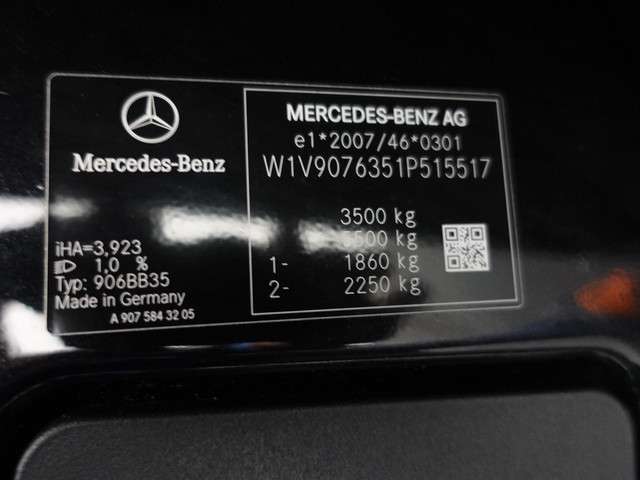 Mercedes-Benz
iHA=3,923
1,0 %
Typ: 906BB35
Made in Germany
A 907 584 32 05
MERCEDES-BENZ AG
e1*2007/46*0301
W1V9076351P515517
3500 kg
5500 kg
1- 1860 kg
2- 2250 kg